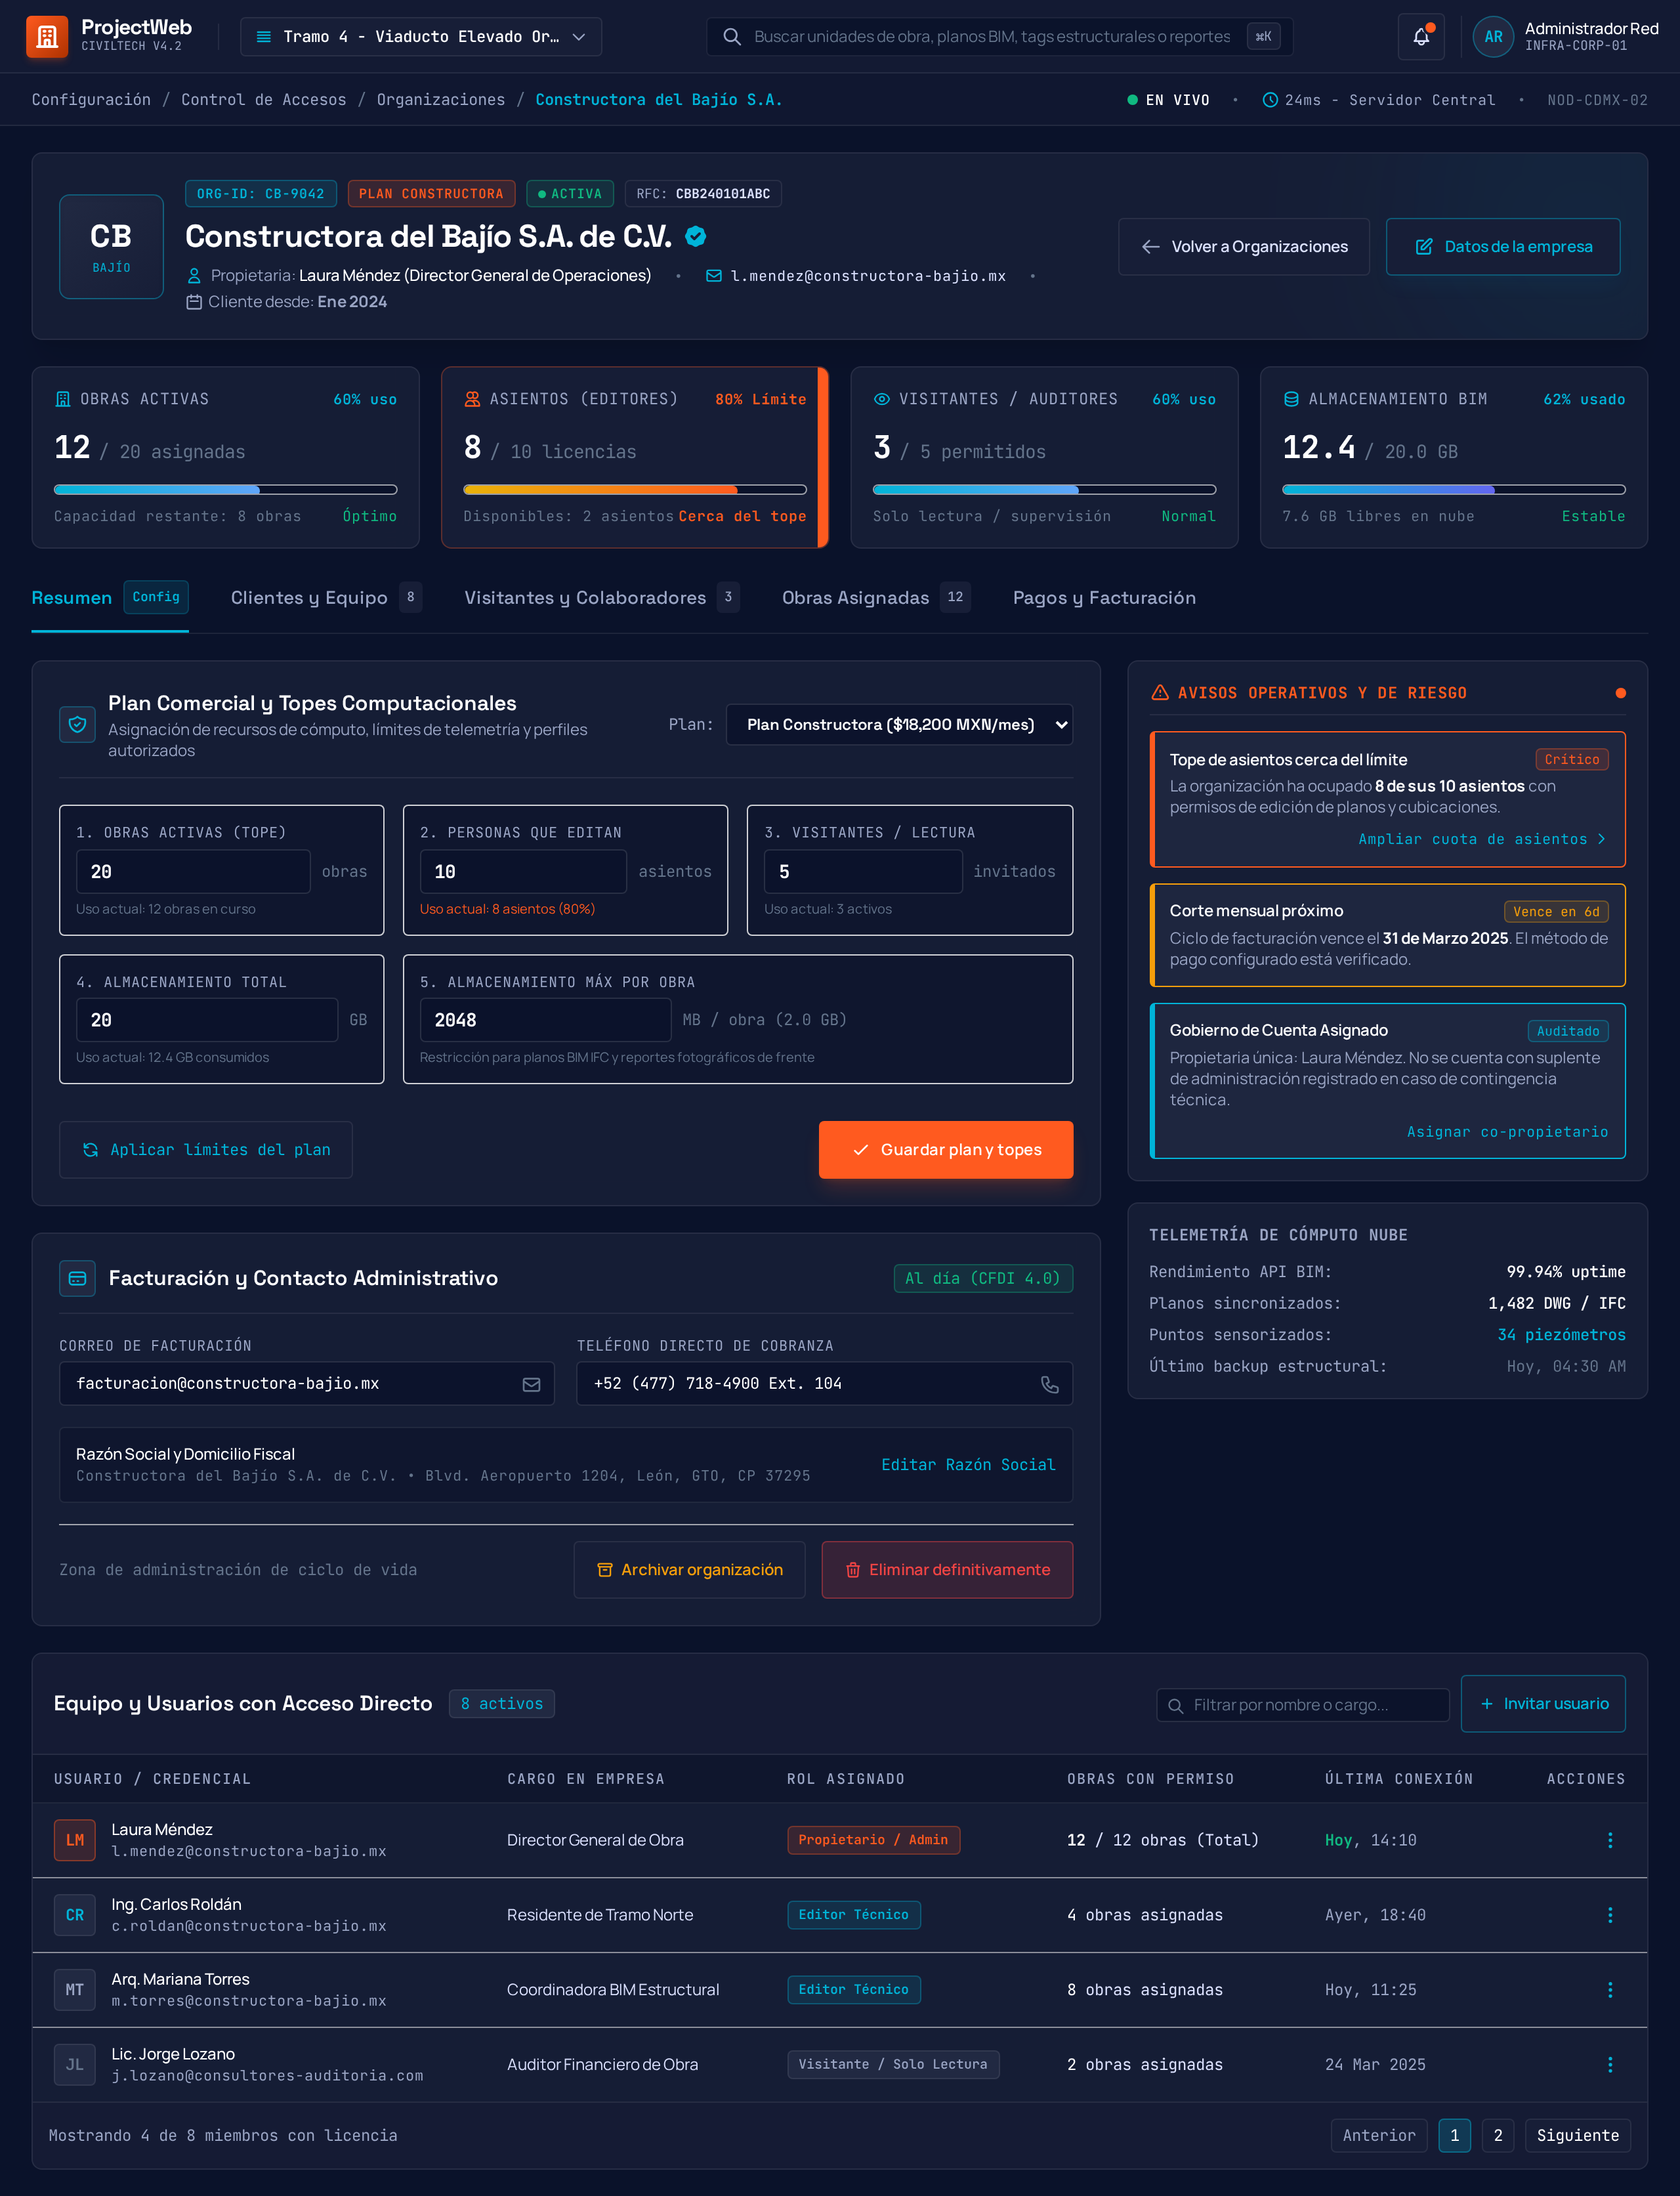 ProjectWeb
CIVILTECH V4.2
Tramo 4 - Viaducto Elevado Or…
Buscar unidades de obra, planos BIM, tags estructurales o reportes
⌘K
AR
Administrador Red
INFRA-CORP-01
Configuración / Control de Accesos / Organizaciones / Constructora del Bajío S.A.
EN VIVO • 24ms - Servidor Central • NOD-CDMX-02
CB
BAJÍO
ORG-ID: CB-9042
PLAN CONSTRUCTORA
ACTIVA
RFC: CBB240101ABC
Constructora del Bajío S.A. de C.V.
Propietaria: Laura Méndez (Director General de Operaciones) • l.mendez@constructora-bajio.mx •
Cliente desde: Ene 2024
Volver a Organizaciones
Datos de la empresa
OBRAS ACTIVAS 60% uso
12 / 20 asignadas
Capacidad restante: 8 obras Óptimo
ASIENTOS (EDITORES) 80% Límite
8 / 10 licencias
Disponibles: 2 asientos Cerca del tope
VISITANTES / AUDITORES 60% uso
3 / 5 permitidos
Solo lectura / supervisión Normal
ALMACENAMIENTO BIM 62% usado
12.4 / 20.0 GB
7.6 GB libres en nube Estable
Resumen Config
Clientes y Equipo 8
Visitantes y Colaboradores 3
Obras Asignadas 12
Pagos y Facturación
Plan Comercial y Topes Computacionales
Asignación de recursos de cómputo, límites de telemetría y perfiles
autorizados
Plan: Plan Constructora ($18,200 MXN/mes)
1. OBRAS ACTIVAS (TOPE)
20 obras
Uso actual: 12 obras en curso
2. PERSONAS QUE EDITAN
10 asientos
Uso actual: 8 asientos (80%)
3. VISITANTES / LECTURA
5 invitados
Uso actual: 3 activos
4. ALMACENAMIENTO TOTAL
20 GB
Uso actual: 12.4 GB consumidos
5. ALMACENAMIENTO MÁX POR OBRA
2048 MB / obra (2.0 GB)
Restricción para planos BIM IFC y reportes fotográficos de frente
Aplicar límites del plan
Guardar plan y topes
AVISOS OPERATIVOS Y DE RIESGO
Tope de asientos cerca del límite Crítico
La organización ha ocupado 8 de sus 10 asientos con
permisos de edición de planos y cubicaciones.
Ampliar cuota de asientos
Corte mensual próximo Vence en 6d
Ciclo de facturación vence el 31 de Marzo 2025. El método de
pago configurado está verificado.
Gobierno de Cuenta Asignado Auditado
Propietaria única: Laura Méndez. No se cuenta con suplente
de administración registrado en caso de contingencia
técnica.
Asignar co-propietario
TELEMETRÍA DE CÓMPUTO NUBE
Rendimiento API BIM: 99.94% uptime
Planos sincronizados: 1,482 DWG / IFC
Puntos sensorizados: 34 piezómetros
Último backup estructural: Hoy, 04:30 AM
Facturación y Contacto Administrativo
Al día (CFDI 4.0)
CORREO DE FACTURACIÓN
facturacion@constructora-bajio.mx
TELÉFONO DIRECTO DE COBRANZA
+52 (477) 718-4900 Ext. 104
Razón Social y Domicilio Fiscal
Constructora del Bajío S.A. de C.V. • Blvd. Aeropuerto 1204, León, GTO, CP 37295
Editar Razón Social
Zona de administración de ciclo de vida
Archivar organización
Eliminar definitivamente
Equipo y Usuarios con Acceso Directo 8 activos
Filtrar por nombre o cargo...
Invitar usuario
USUARIO / CREDENCIAL CARGO EN EMPRESA ROL ASIGNADO OBRAS CON PERMISO ÚLTIMA CONEXIÓN ACCIONES
LM
Laura Méndez
l.mendez@constructora-bajio.mx
Director General de Obra
Propietario / Admin
12 / 12 obras (Total)
Hoy, 14:10
CR
Ing. Carlos Roldán
c.roldan@constructora-bajio.mx
Residente de Tramo Norte
Editor Técnico
4 obras asignadas
Ayer, 18:40
MT
Arq. Mariana Torres
m.torres@constructora-bajio.mx
Coordinadora BIM Estructural
Editor Técnico
8 obras asignadas
Hoy, 11:25
JL
Lic. Jorge Lozano
j.lozano@consultores-auditoria.com
Auditor Financiero de Obra
Visitante / Solo Lectura
2 obras asignadas
24 Mar 2025
Mostrando 4 de 8 miembros con licencia
Anterior 1 2 Siguiente